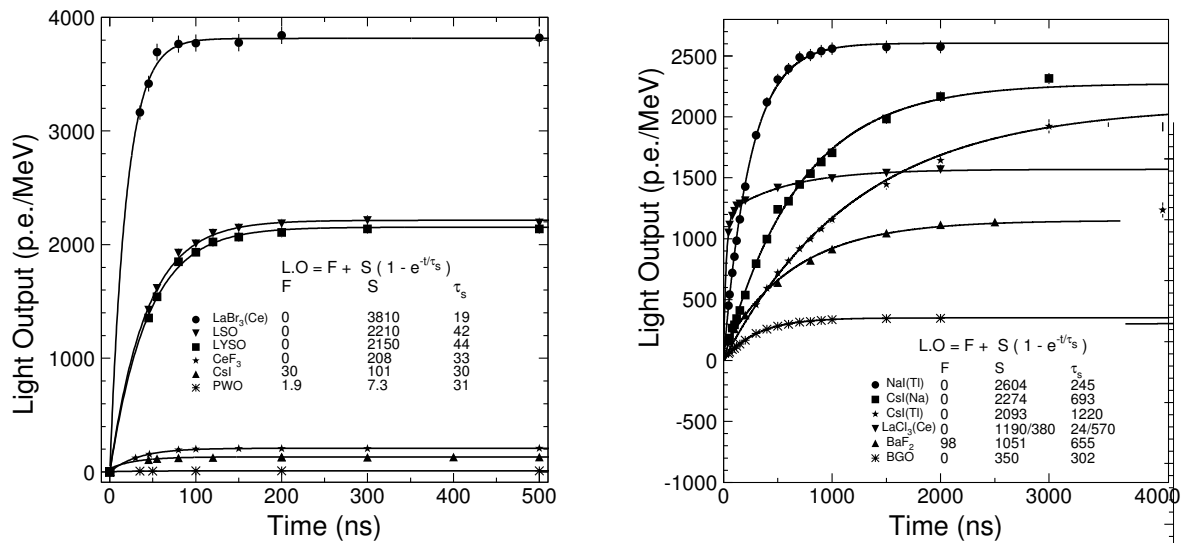 Light Output (p.e./MeV)
4000
3000
2000
1000
0
L.O = F + S ( 1 - e-t/τs )
F S τs
LaBr3(Ce) 0 3810 19
LSO 0 2210 42
LYSO 0 2150 44
CeF3 0 208 33
CsI 30 101 30
PWO 1.9 7.3 31
0 100 200 300 400 500
Time (ns)
Light Output (p.e./MeV)
2500
2000
1500
1000
500
0
-500
-1000
L.O = F + S ( 1 - e-t/τs )
F S τs
NaI(Tl) 0 2604 245
CsI(Na) 0 2274 693
CsI(Tl) 0 2093 1220
LaCl3(Ce) 0 1190/380 24/570
BaF2 98 1051 655
BGO 0 350 302
0 1000 2000 3000 4000
Time (ns)